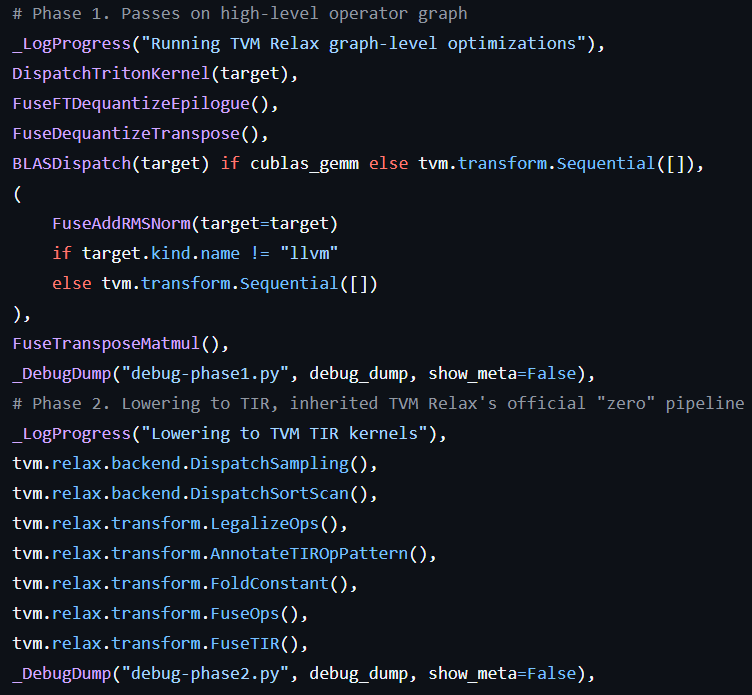 # Phase 1. Passes on high-level operator graph
_LogProgress("Running TVM Relax graph-level optimizations"),
DispatchTritonKernel(target),
FuseFTDequantizeEpilogue(),
FuseDequantizeTranspose(),
BLASDispatch(target) if cublas_gemm else tvm.transform.Sequential([]),
(
    FuseAddRMSNorm(target=target)
    if target.kind.name != "llvm"
    else tvm.transform.Sequential([])
),
FuseTransposeMatmul(),
_DebugDump("debug-phase1.py", debug_dump, show_meta=False),
# Phase 2. Lowering to TIR, inherited TVM Relax's official "zero" pipeline
_LogProgress("Lowering to TVM TIR kernels"),
tvm.relax.backend.DispatchSampling(),
tvm.relax.backend.DispatchSortScan(),
tvm.relax.transform.LegalizeOps(),
tvm.relax.transform.AnnotateTIROpPattern(),
tvm.relax.transform.FoldConstant(),
tvm.relax.transform.FuseOps(),
tvm.relax.transform.FuseTIR(),
_DebugDump("debug-phase2.py", debug_dump, show_meta=False),